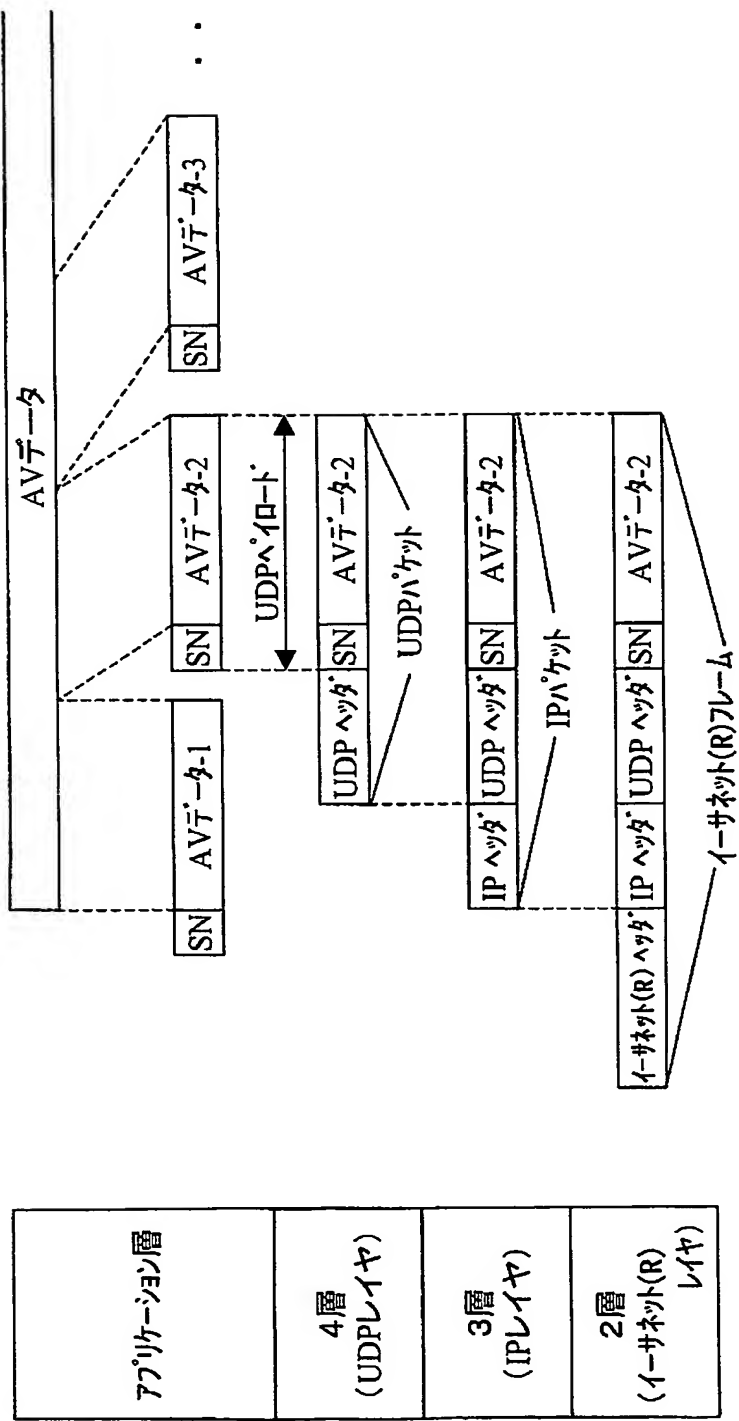 アプリケーション層
4層
(UDPレイヤ)
3層
(IPレイヤ)
2層
(イーサネット(R)
レイヤ)
AVデータ
SN AVデータ-1
SN AVデータ-2
SN AVデータ-3
・・
UDPペイロード
UDPヘッダ SN AVデータ-2
UDPパケット
IPヘッダ UDPヘッダ SN AVデータ-2
IPパケット
イーサネット(R)ヘッダ IPヘッダ UDPヘッダ SN AVデータ-2
イーサネット(R)フレーム